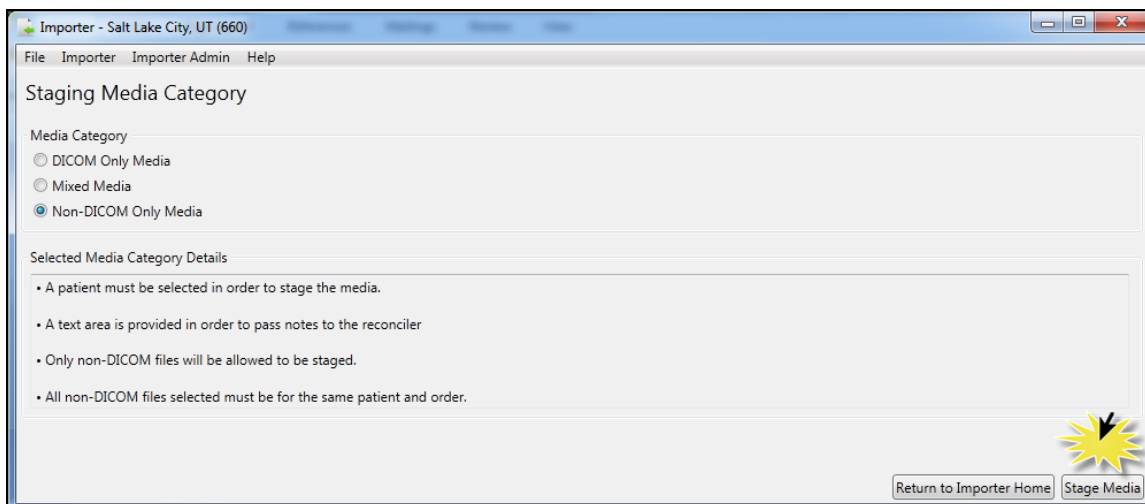 Importer - Salt Lake City, UT (660)
File Importer Importer Admin Help
Staging Media Category
Media Category
DICOM Only Media
Mixed Media
Non-DICOM Only Media
Selected Media Category Details
• A patient must be selected in order to stage the media.
• A text area is provided in order to pass notes to the reconciler
• Only non-DICOM files will be allowed to be staged.
• All non-DICOM files selected must be for the same patient and order.
Return to Importer Home Stage Media